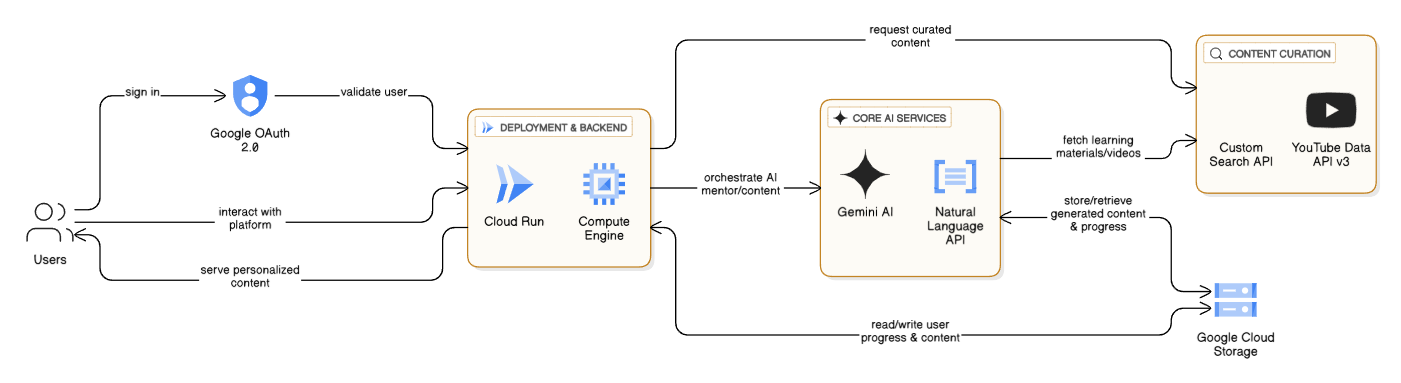 request curated
content
CONTENT CURATION
sign in
validate user
Google OAuth
2.0
DEPLOYMENT & BACKEND
CORE AI SERVICES
Custom
Search API
YouTube Data
API v3
fetch learning
materials/videos
orchestrate AI
mentor/content
Cloud Run
Compute
Engine
Gemini AI
Natural
Language
API
interact with
platform
store/retrieve
generated content
& progress
Users
serve personalized
content
read/write user
progress & content
Google Cloud
Storage